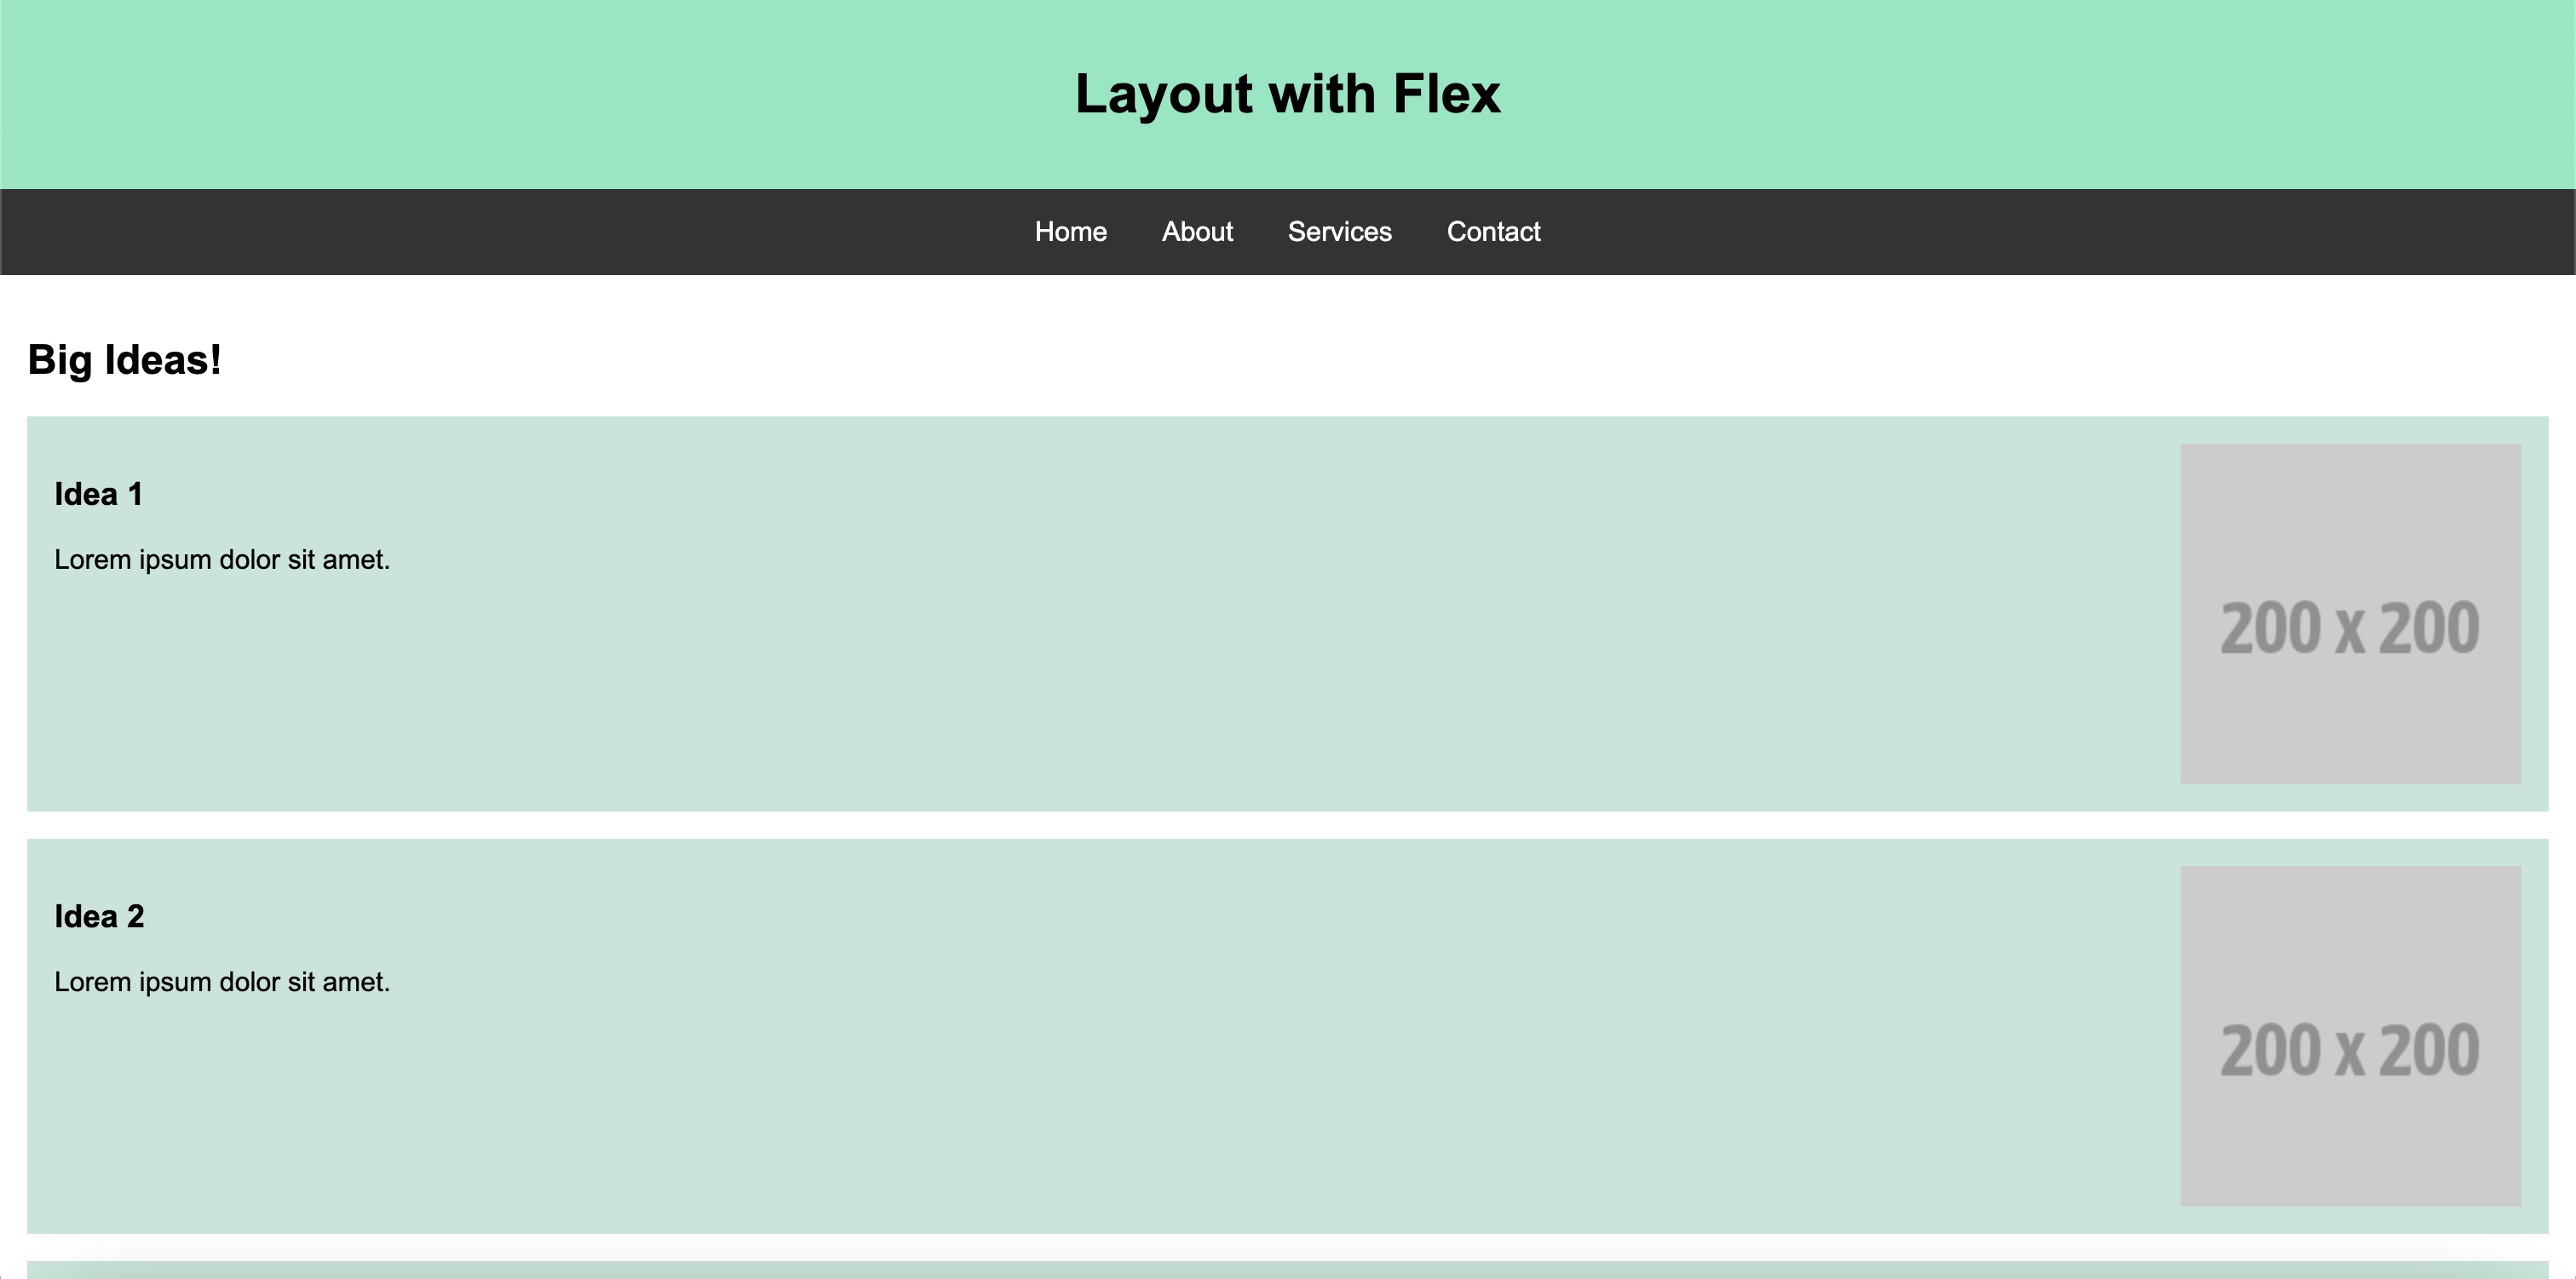 Layout with Flex
Home About Services Contact
Big Ideas!
Idea 1
Lorem ipsum dolor sit amet.
200 x 200
Idea 2
Lorem ipsum dolor sit amet.
200 x 200